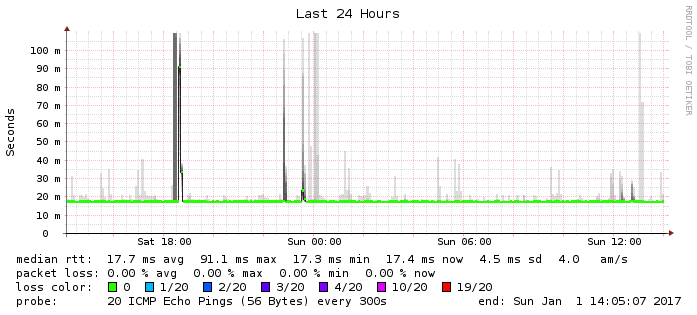 Last 24 Hours
RRDTOOL / TOBI OETIKER
Seconds
100 m
90 m
80 m
70 m
60 m
50 m
40 m
30 m
20 m
10 m
0
Sat 18:00 Sun 00:00 Sun 06:00 Sun 12:00
median rtt: 17.7 ms avg 91.1 ms max 17.3 ms min 17.4 ms now 4.5 ms sd 4.0 am/s
packet loss: 0.00 % avg 0.00 % max 0.00 % min 0.00 % now
loss color: 0 1/20 2/20 3/20 4/20 10/20 19/20
probe: 20 ICMP Echo Pings (56 Bytes) every 300s end: Sun Jan 1 14:05:07 2017